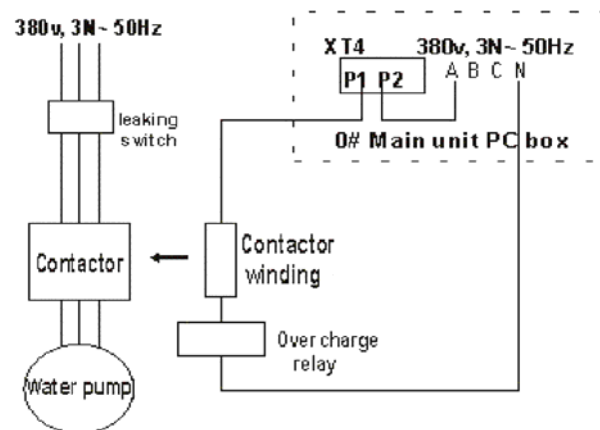 380v, 3N~ 50Hz
leaking
switch
Contactor
Water pump
XT4
380v, 3N~ 50Hz
P1 P2
A B C N
0# Main unit PC box
Contactor
winding
Over charge
relay